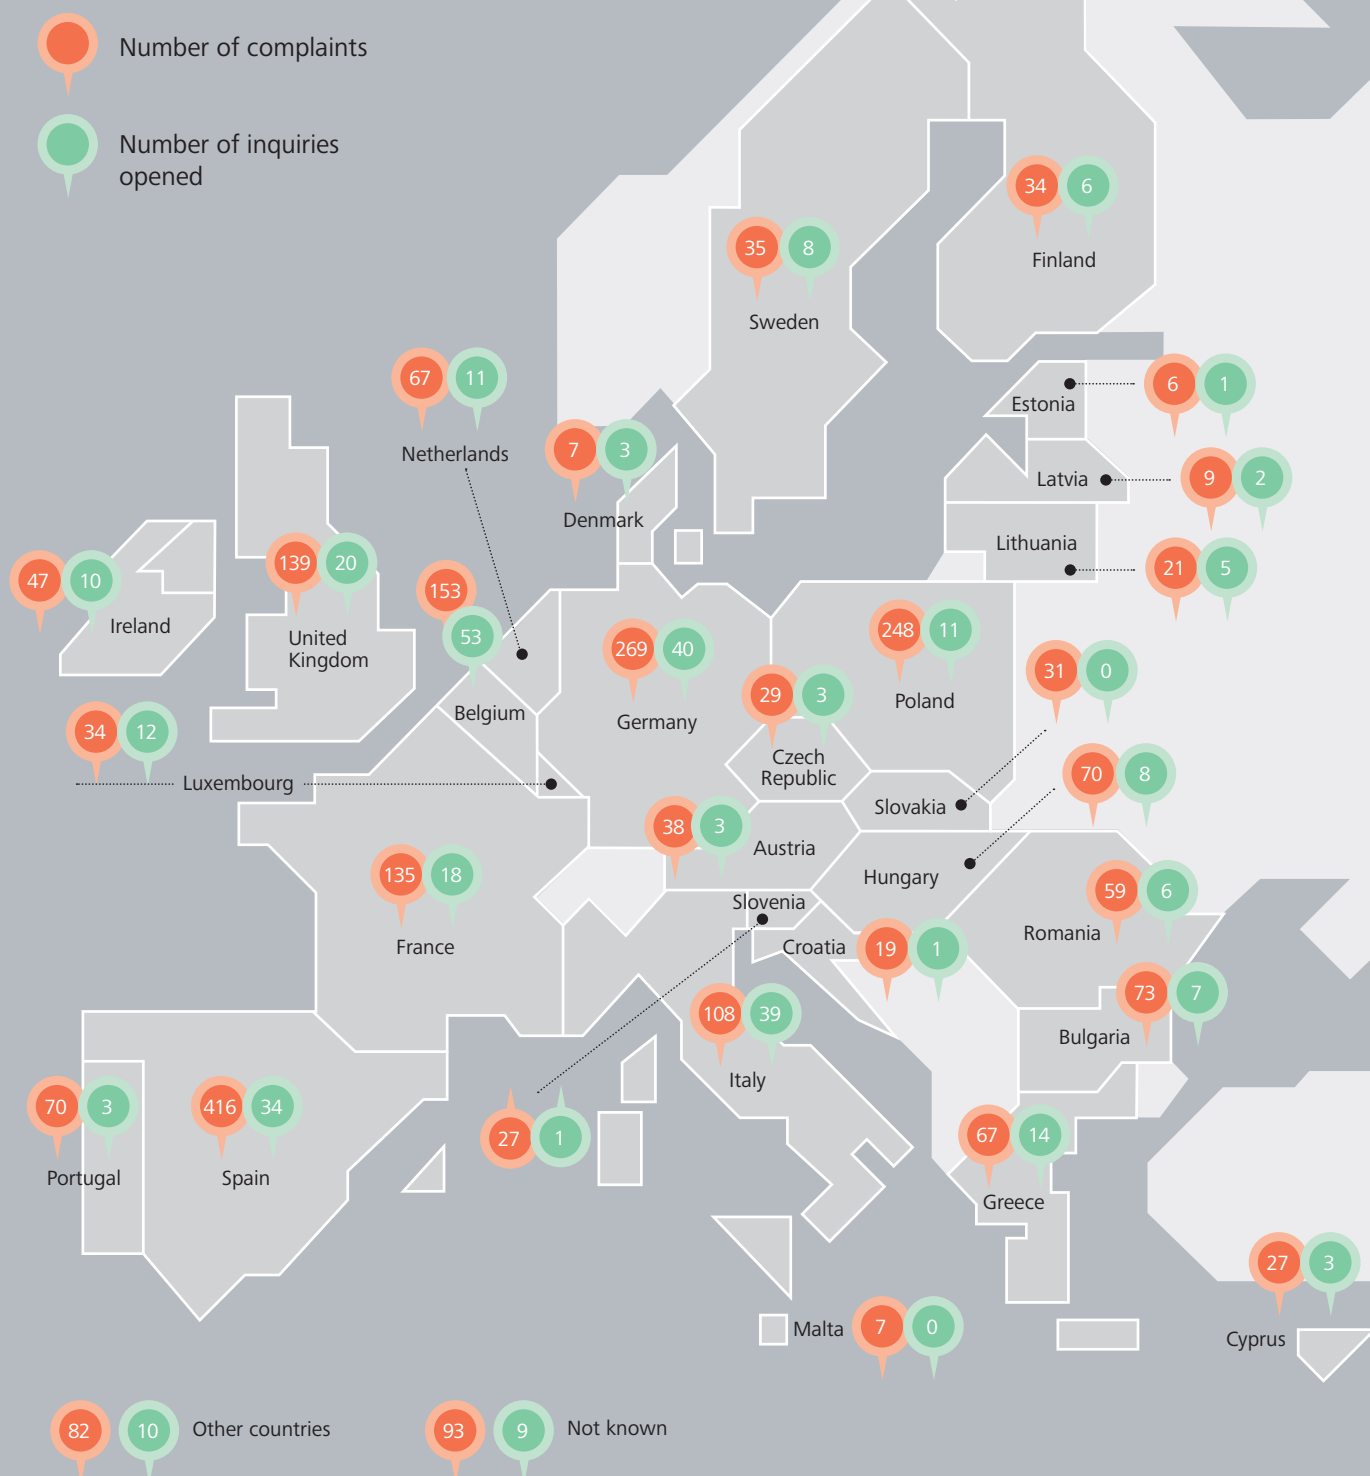 Number of complaints
Number of inquiries
opened
34 6
Finland
35 8
Sweden
67 11
Netherlands
6 1
Estonia
7 3
Denmark
9 2
Latvia
Lithuania
21 5
47 10
Ireland
139 20
United
Kingdom
153
53
Belgium
269 40
Germany
248 11
Poland
31 0
29 3
Czech
Republic
34 12
Luxembourg
70 8
Slovakia
38 3
Austria
Hungary
135 18
France
59 6
Romania
Slovenia
Croatia
19 1
73 7
Bulgaria
108 39
Italy
70 3
Portugal
416 34
Spain
27 1
67 14
Greece
27 3
Cyprus
Malta 7 0
82 10 Other countries
93 9 Not known